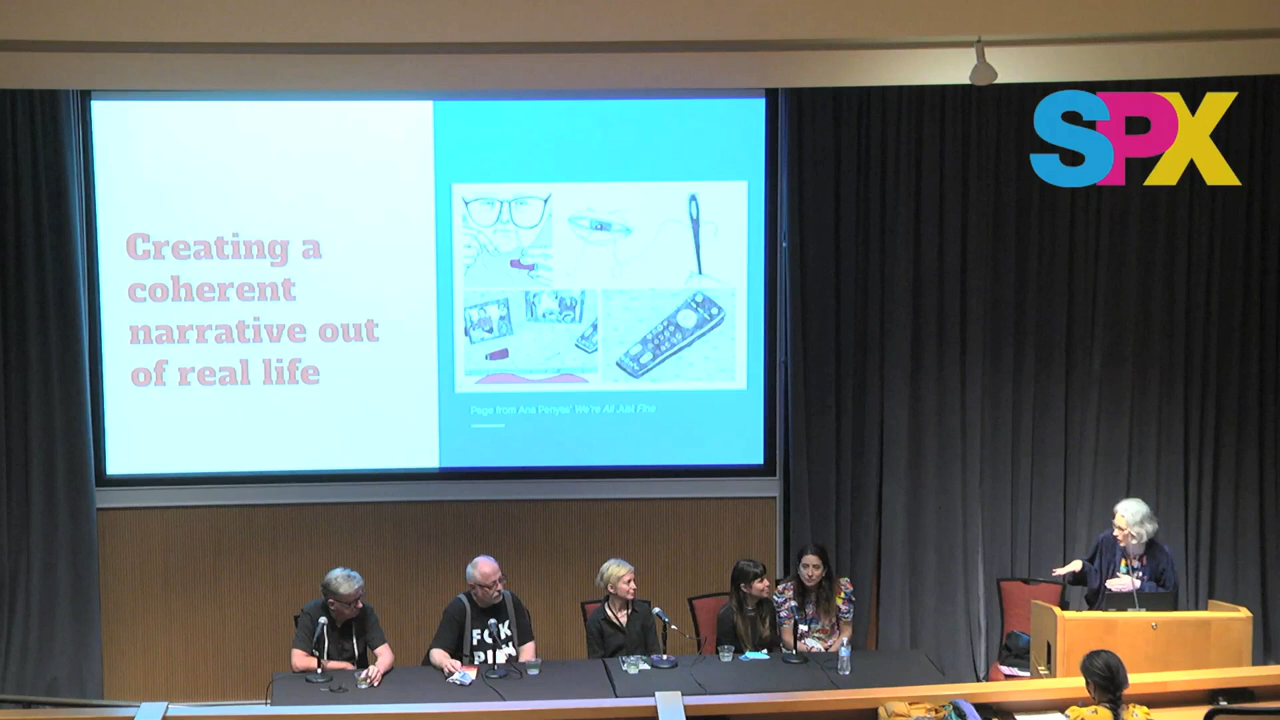 SPX
Creating a
coherent
narrative out
of real life
Page from Ana Penyas' We're All Just Fine